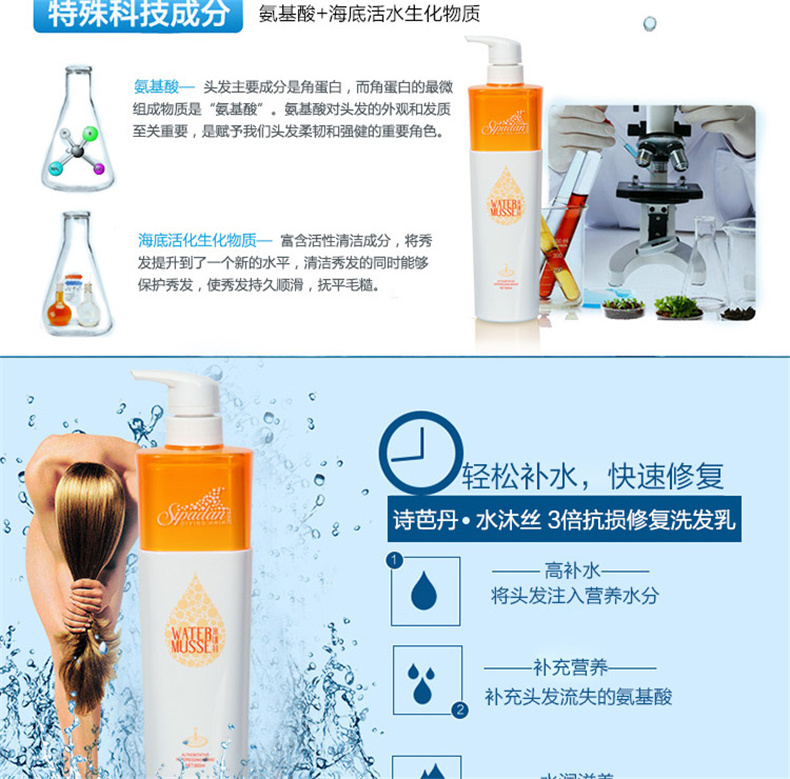 特殊科技成分
氨基酸+海底活水生化物质
氨基酸— 头发主要成分是角蛋白，而角蛋白的最微
组成物质是“氨基酸”。氨基酸对头发的外观和发质
至关重要，是赋予我们头发柔韧和强健的重要角色。
海底活化生化物质— 富含活性清洁成分，将秀
发提升到了一个新的水平，清洁秀发的同时能够
保护秀发，使秀发持久顺滑，抚平毛糙。
Sipadan
WATER
MUSSE
轻松补水，快速修复
诗芭丹•水沐丝 3倍抗损修复洗发乳
Sipadan
WATER
MUSSE
1
高补水
将头发注入营养水分
补充营养
补充头发流失的氨基酸
2
水润滋养